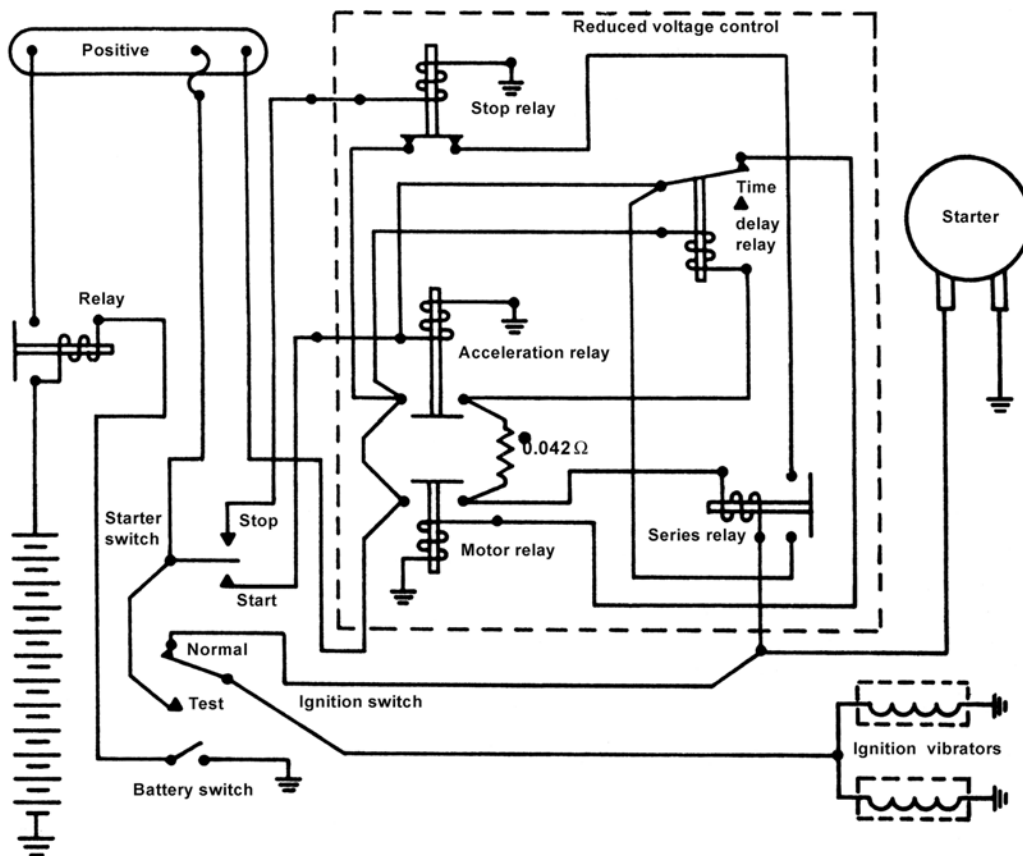 Reduced voltage control
Positive
Stop relay
Time
delay
relay
Starter
Relay
Acceleration relay
0.042 Ω
Starter
switch
Stop
Motor relay
Series relay
Start
Normal
Ignition switch
Test
Ignition vibrators
Battery switch